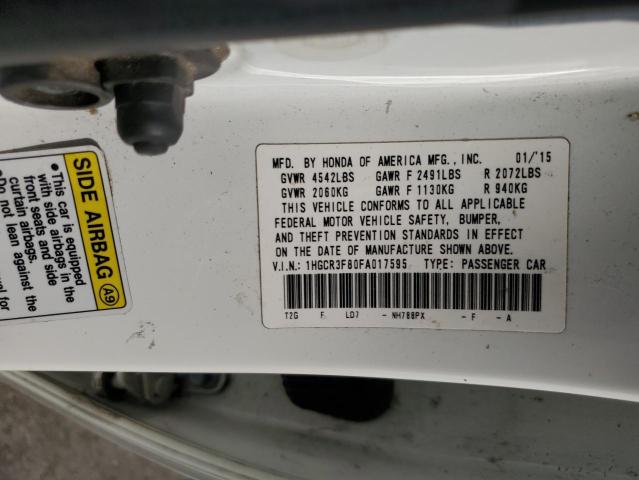 MFD. BY HONDA OF AMERICA MFG., INC. 01/'15
GVWR 4542LBS GAWR F 2491LBS R 2072LBS
GVWR 2060KG GAWR F 1130KG R 940KG
THIS VEHICLE CONFORMS TO ALL APPLICABLE
FEDERAL MOTOR VEHICLE SAFETY, BUMPER,
AND THEFT PREVENTION STANDARDS IN EFFECT
ON THE DATE OF MANUFACTURE SHOWN ABOVE.
V.I.N.: 1HGCR3F80FA017595 TYPE: PASSENGER CAR
T2G F LD7 - NH788PX - F - A
SIDE AIRBAG A9
• This car is equipped
with side airbags in the
front seats and side
curtain airbags.
• Do not lean against the